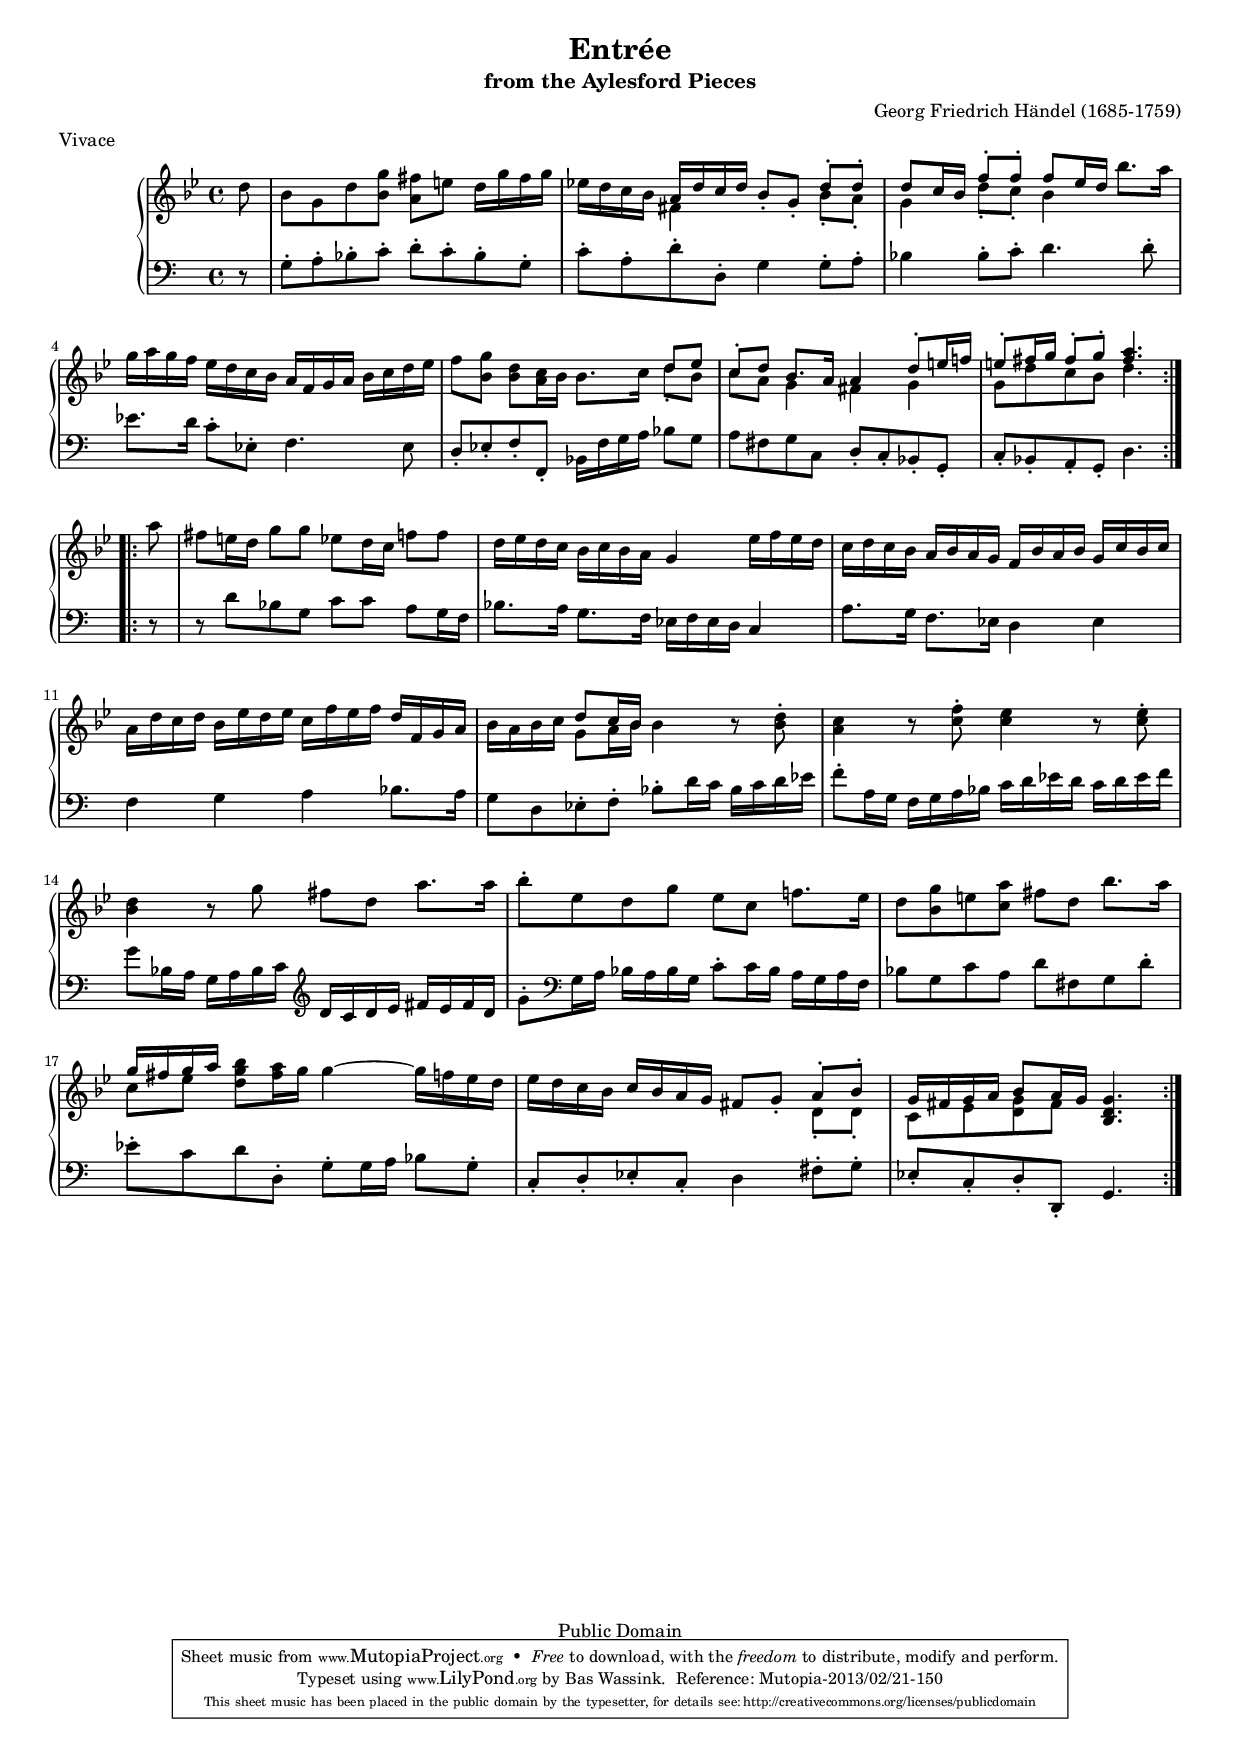 Entrée
from the Aylesford Pieces
Georg Friedrich Händel (1685-1759)
Vivace
4
11
14
17
Public Domain
Sheet music from www.MutopiaProject.org • Free to download, with the freedom to distribute, modify and perform.
Typeset using www.LilyPond.org by Bas Wassink. Reference: Mutopia-2013/02/21-150
This sheet music has been placed in the public domain by the typesetter, for details see: http://creativecommons.org/licenses/publicdomain